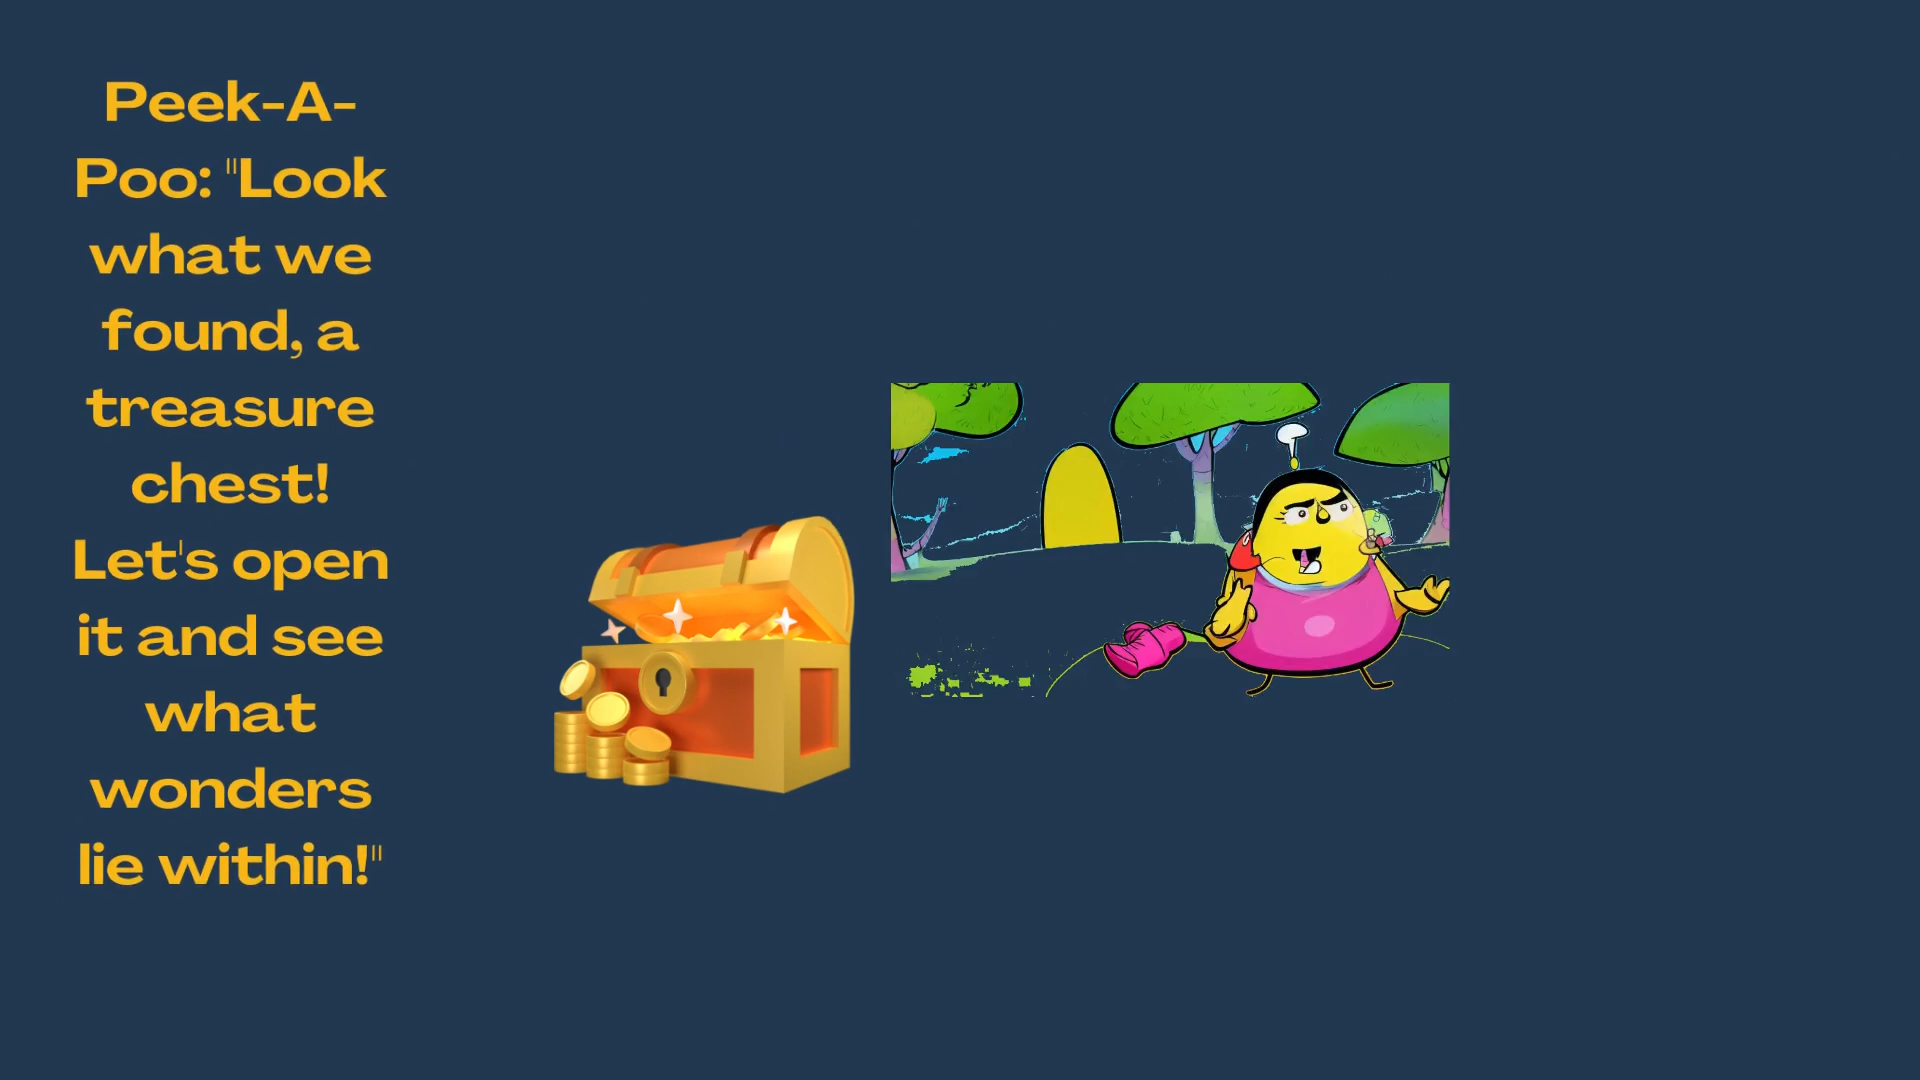 Peek-A-
Poo: "Look
what we
found, a
treasure
chest!
Let's open
it and see
what
wonders
lie within!"